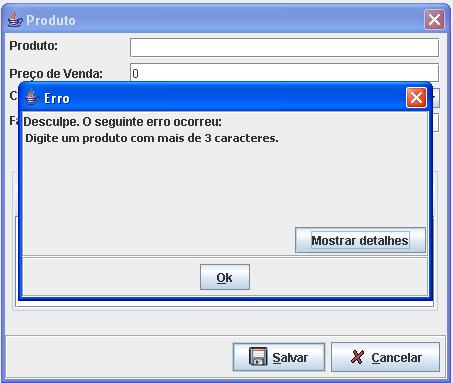 Produto
Produto:
Preço de Venda: 0
Erro
Desculpe. O seguinte erro ocorreu:
Digite um produto com mais de 3 caracteres.
Mostrar detalhes
Ok
Salvar
Cancelar